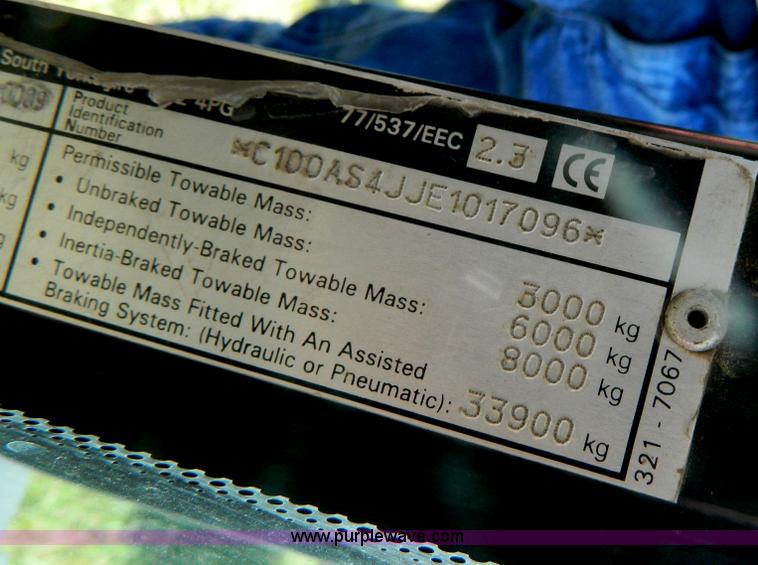 South 4PG
77/537/EEC 2.3 CE
Product
Identification
Number
*C100AS4JJE1017096*
kg
Permissible Towable Mass:
• Unbraked Towable Mass: 3000 kg
kg
• Independently-Braked Towable Mass: 6000 kg
• Inertia-Braked Towable Mass: 8000 kg
• Towable Mass Fitted With An Assisted
Braking System: (Hydraulic or Pneumatic): 33900 kg
321 - 7067
www.purplewave.com